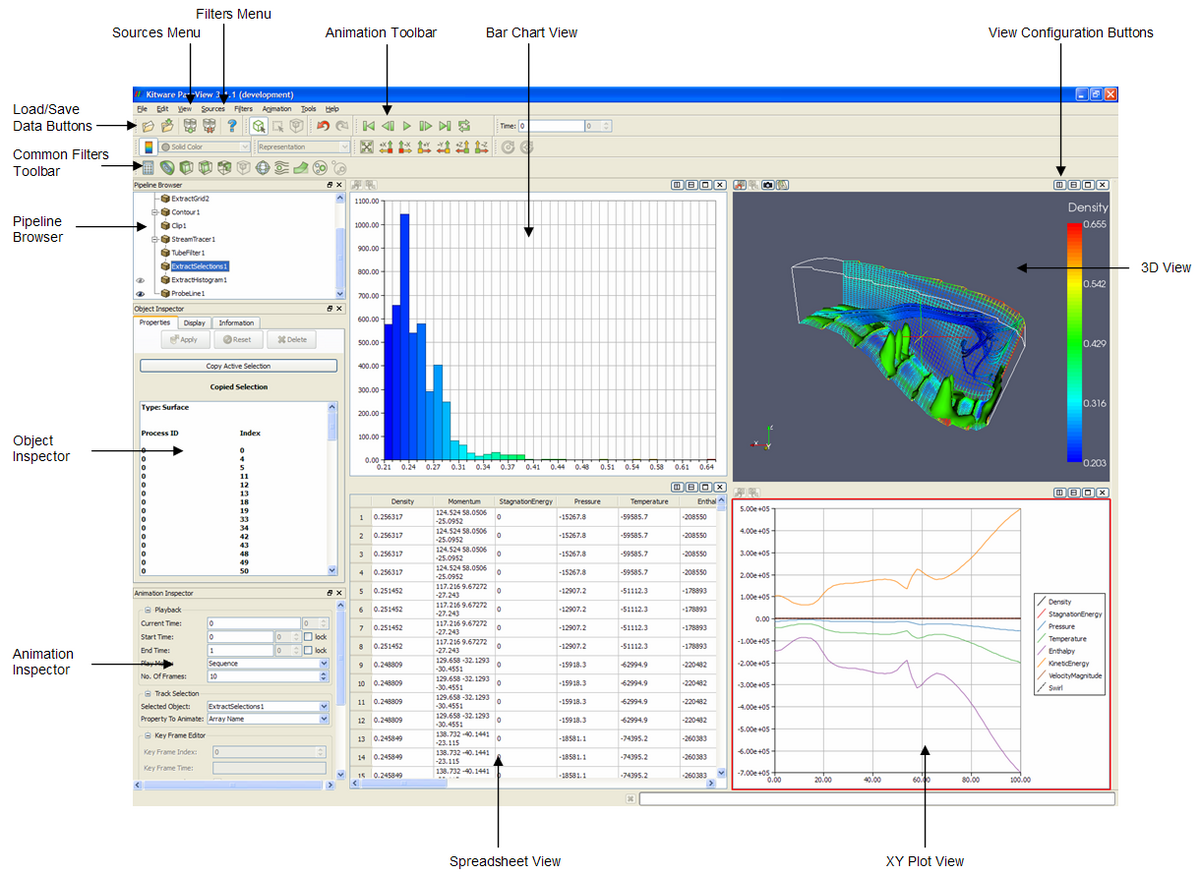 Filters Menu
Sources Menu
Animation Toolbar
Bar Chart View
View Configuration Buttons
Load/Save
Data Buttons
Common Filters
Toolbar
Pipeline
Browser
Object
Inspector
Animation
Inspector
3D View
Spreadsheet View
XY Plot View
(development)
File Edit View Sources Filters Animation Tools Help
Time: 0 0
Solid Color Representation
Pipeline Browser
ExtractGrid2
Contour1
Clip1
StreamTracer1
TubeFilter1
ExtractSelections1
ExtractHistogram1
ProbeLine1
Object Inspector
Properties Display Information
Apply Reset Delete
Copy Active Selection
Copied Selection
Type: Surface
Process ID Index
0 0
0 4
0 5
0 11
0 12
0 13
0 18
0 19
0 33
0 34
0 42
0 43
0 48
0 49
0 50
Animation Inspector
Playback
Current Time: 0 0
Start Time: 0 0 lock
End Time: 1 0 lock
Sequence
No. Of Frames: 10
Track Selection
Selected Object: ExtractSelections1
Property To Animate: Array Name
Key Frame Editor
Key Frame Index: 0
Key Frame Time:
1100.00
1000.00
900.00
800.00
700.00
600.00
500.00
400.00
300.00
200.00
100.00
0.00
0.21 0.24 0.27 0.31 0.34 0.37 0.41 0.44 0.48 0.51 0.54 0.58 0.61 0.64
Density
0.655
0.542
0.429
0.316
0.203
Density Momentum StagnationEnergy Pressure Temperature Enthal
1 0.256317 124.524 58.0506 -25.0952 0 -15267.8 -59585.7 -208550
2 0.256317 124.524 58.0506 -25.0952 0 -15267.8 -59585.7 -208550
3 0.256317 124.524 58.0506 -25.0952 0 -15267.8 -59585.7 -208550
4 0.256317 124.524 58.0506 -25.0952 0 -15267.8 -59585.7 -208550
5 0.251452 117.216 9.67272 -27.243 0 -12907.2 -51112.3 -178893
6 0.251452 117.216 9.67272 -27.243 0 -12907.2 -51112.3 -178893
7 0.251452 117.216 9.67272 -27.243 0 -12907.2 -51112.3 -178893
8 0.251452 117.216 9.67272 -27.243 0 -12907.2 -51112.3 -178893
9 0.248809 129.658 -32.1293 -30.4551 0 -15918.3 -62994.9 -220482
10 0.248809 129.658 -32.1293 -30.4551 0 -15918.3 -62994.9 -220482
11 0.248809 129.658 -32.1293 -30.4551 0 -15918.3 -62994.9 -220482
12 0.248809 129.658 -32.1293 -30.4551 0 -15918.3 -62994.9 -220482
13 0.245849 138.732 -40.1441 -23.115 0 -18581.1 -74395.2 -260383
14 0.245849 138.732 -40.1441 -23.115 0 -18581.1 -74395.2 -260383
15 0.245849 138.732 -40.1441 0 -18581.1 -74395.2 -260383
5.00e+05
4.00e+05
3.00e+05
2.00e+05
1.00e+05
0.00
-1.00e+05
-2.00e+05
-3.00e+05
-4.00e+05
-5.00e+05
-6.00e+05
-7.00e+05
0.00 20.00 40.00 60.00 80.00 100.00
Density
StagnationEnergy
Pressure
Temperature
Enthalpy
KineticEnergy
VelocityMagnitude
Swirl